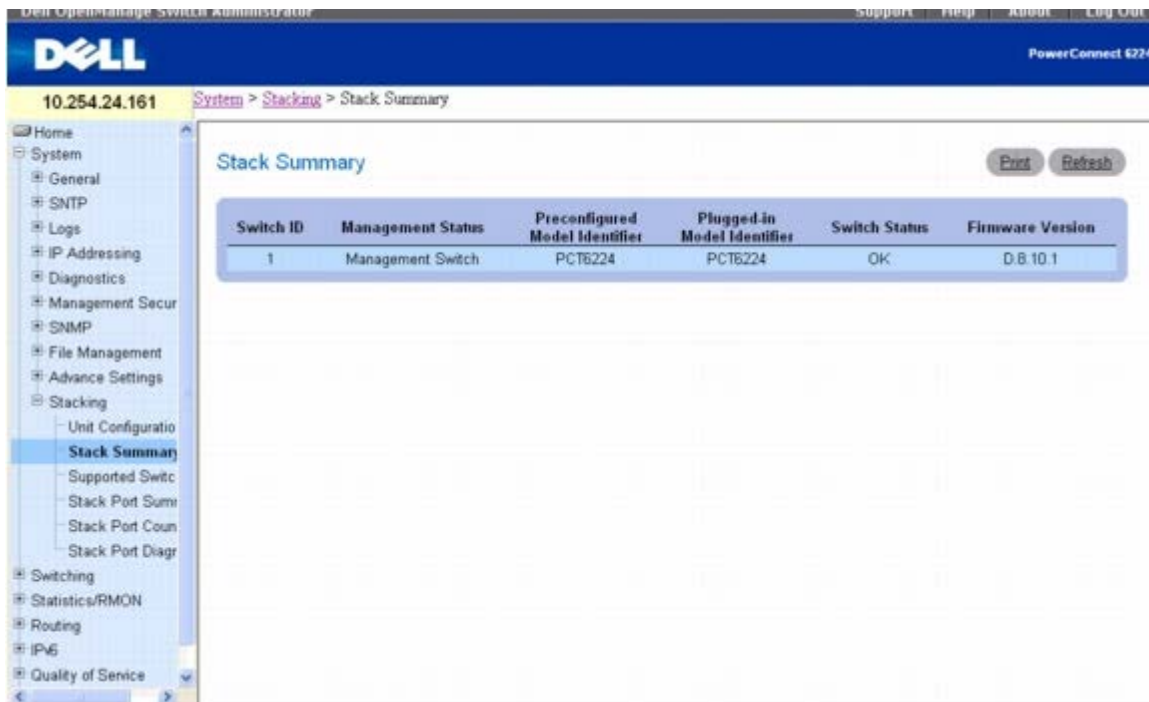 Dell OpenManage Switch Administrator
Support Help About Log Out
DELL
PowerConnect 6224
10.254.24.161
System > Stacking > Stack Summary
Home
System
General
SNTP
Logs
IP Addressing
Diagnostics
Management Secur
SNMP
File Management
Advance Settings
Stacking
Unit Configuratio
Stack Summary
Supported Switc
Stack Port Sum
Stack Port Coun
Stack Port Diagr
Switching
Statistics/RMON
Routing
IPv6
Quality of Service
Stack Summary
Print Refresh
Switch ID Management Status Preconfigured Model Identifier Plugged-in Model Identifier Switch Status Firmware Version
1 Management Switch PCT6224 PCT6224 OK D.8.10.1